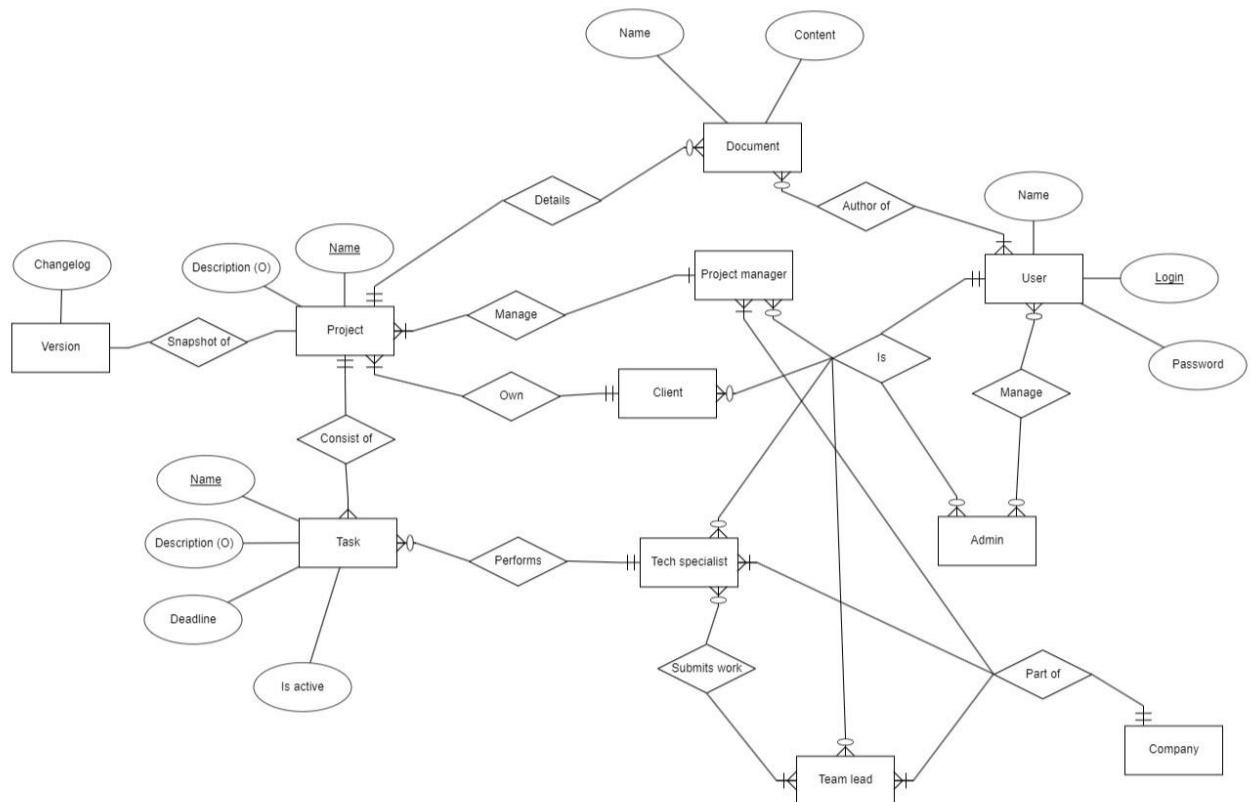 Name
Content
Document
Details
Author of
Name
Changelog
Description (O)
Name
Project manager
User
Login
Version
Snapshot of
Project
Manage
Is
Password
Own
Client
Manage
Consist of
Name
Description (O)
Task
Performs
Tech specialist
Admin
Deadline
Is active
Submits work
Part of
Company
Team lead